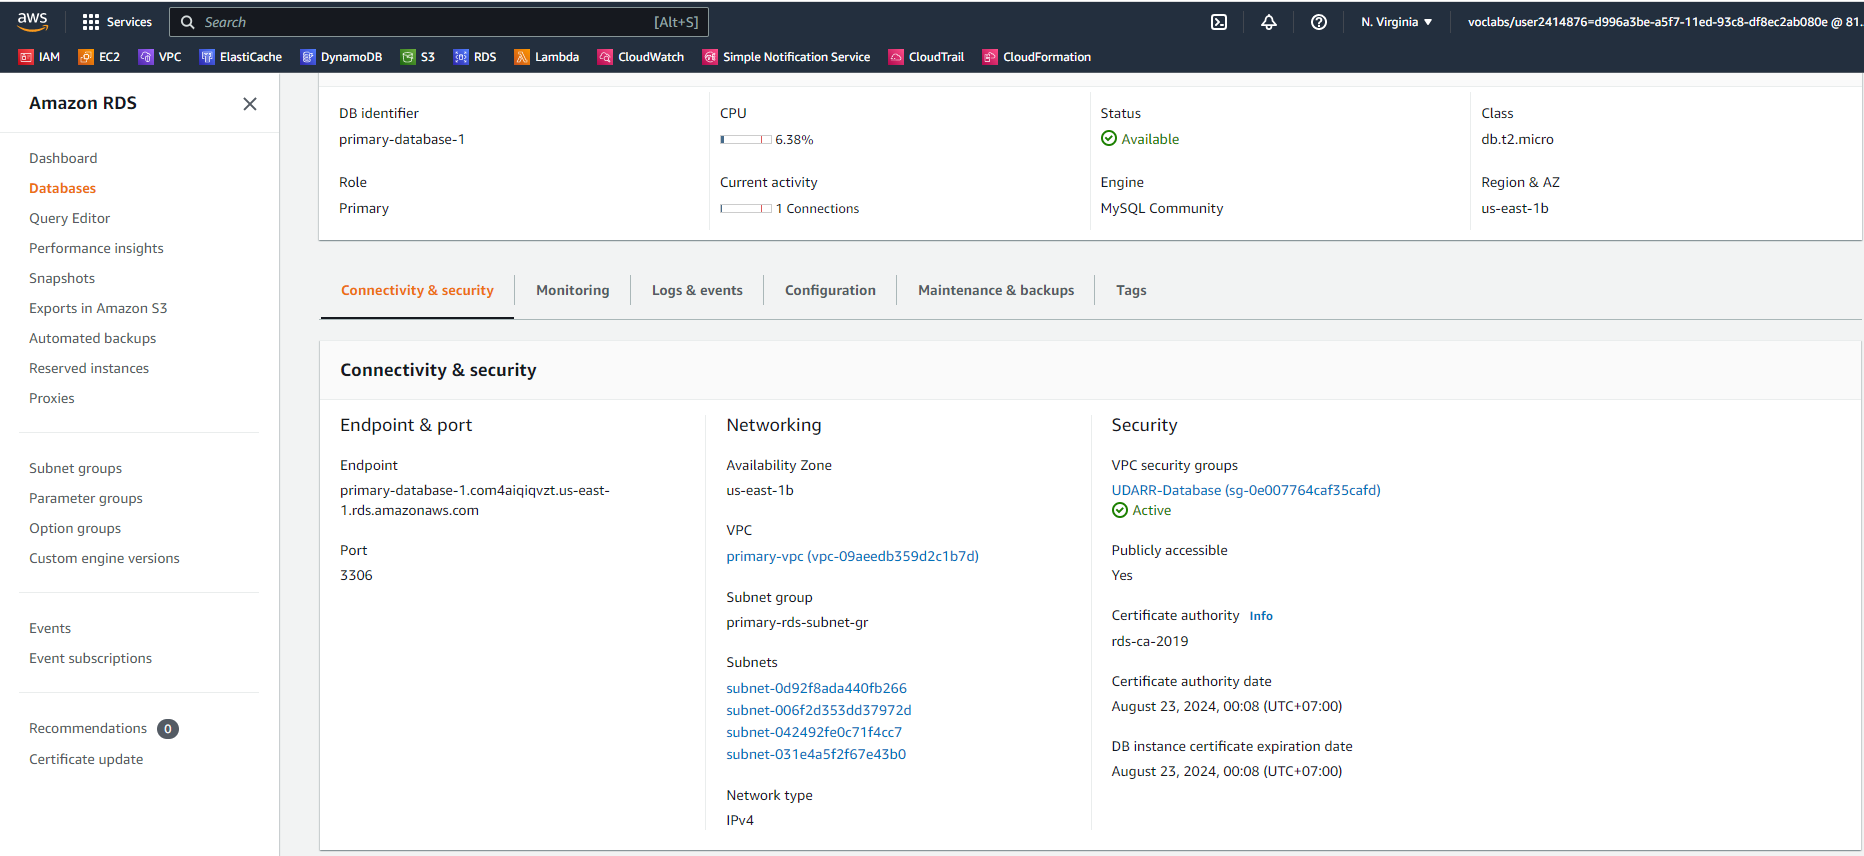 aws
Services
Search
[Alt+S]
N. Virginia
voclabs/user2414876=d996a3be-a5f7-11ed-93c8-df8ec2ab080e @ 81.
IAM
EC2
VPC
ElastiCache
DynamoDB
S3
RDS
Lambda
CloudWatch
Simple Notification Service
CloudTrail
CloudFormation
Amazon RDS
Dashboard
Databases
Query Editor
Performance insights
Snapshots
Exports in Amazon S3
Automated backups
Reserved instances
Proxies
Subnet groups
Parameter groups
Option groups
Custom engine versions
Events
Event subscriptions
Recommendations 0
Certificate update
DB identifier
primary-database-1
CPU
6.38%
Status
Available
Class
db.t2.micro
Role
Primary
Current activity
1 Connections
Engine
MySQL Community
Region & AZ
us-east-1b
Connectivity & security
Monitoring
Logs & events
Configuration
Maintenance & backups
Tags
Connectivity & security
Endpoint & port
Endpoint
primary-database-1.com4aiqiqvzt.us-east-
1.rds.amazonaws.com
Port
3306
Networking
Availability Zone
us-east-1b
VPC
primary-vpc (vpc-09aeedb359d2c1b7d)
Subnet group
primary-rds-subnet-gr
Subnets
subnet-0d92f8ada440fb266
subnet-006f2d353dd37972d
subnet-042492fe0c71f4cc7
subnet-031e4a5f2f67e43b0
Network type
IPv4
Security
VPC security groups
UDARR-Database (sg-0e007764caf35cafd)
Active
Publicly accessible
Yes
Certificate authority Info
rds-ca-2019
Certificate authority date
August 23, 2024, 00:08 (UTC+07:00)
DB instance certificate expiration date
August 23, 2024, 00:08 (UTC+07:00)